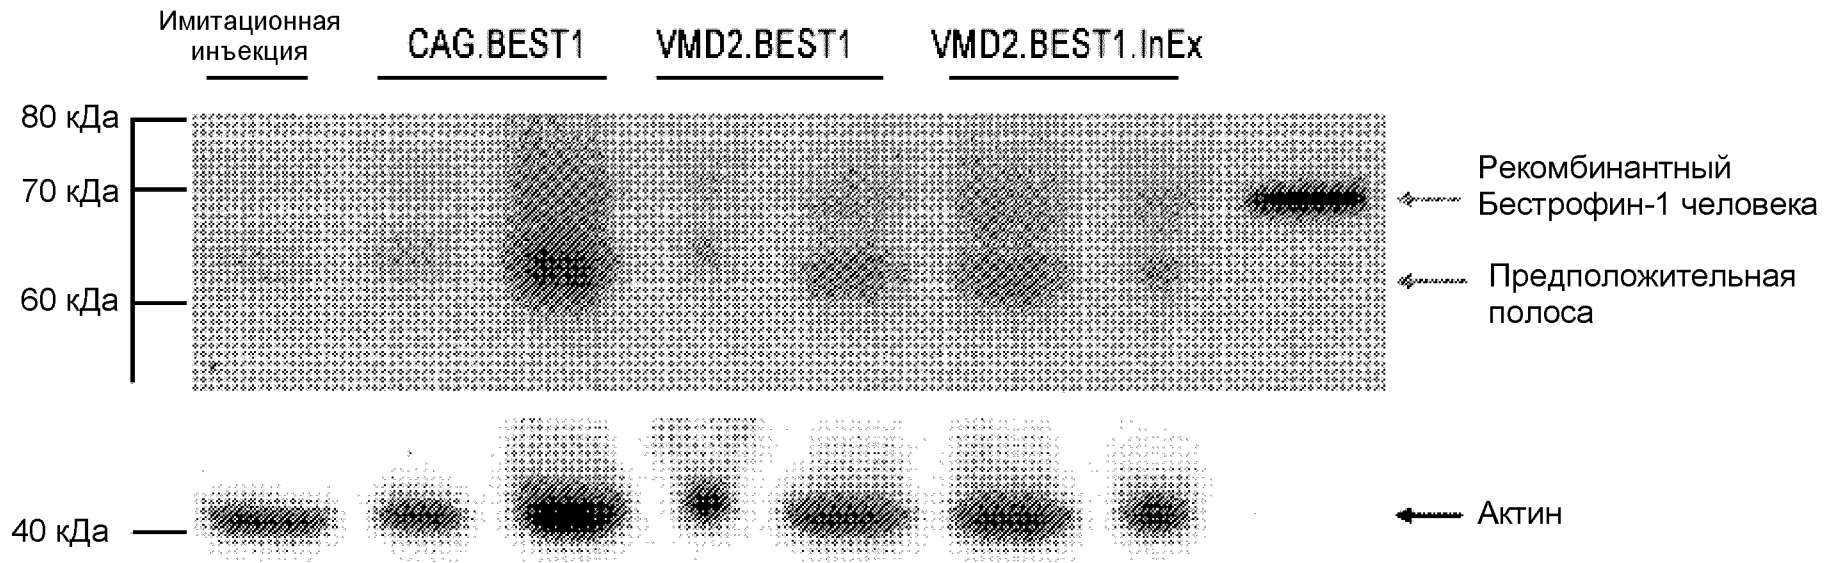 Имитационная
инъекция
CAG.BEST1
VMD2.BEST1
VMD2.BEST1.InEx
80 кДа
70 кДа
60 кДа
Рекомбинантный
Бестрофин-1 человека
Предположительная
полоса
40 кДа
Актин